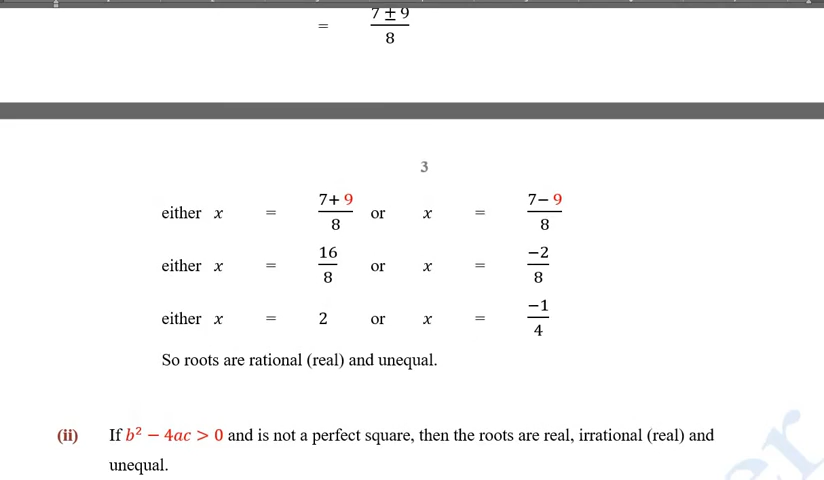 = (7 ± 9)/8
3
either x = (7+ 9)/8 or x = (7− 9)/8
either x = 16/8 or x = −2/8
either x = 2 or x = −1/4
So roots are rational (real) and unequal.
(ii) If b² − 4ac > 0 and is not a perfect square, then the roots are real, irrational (real) and
unequal.